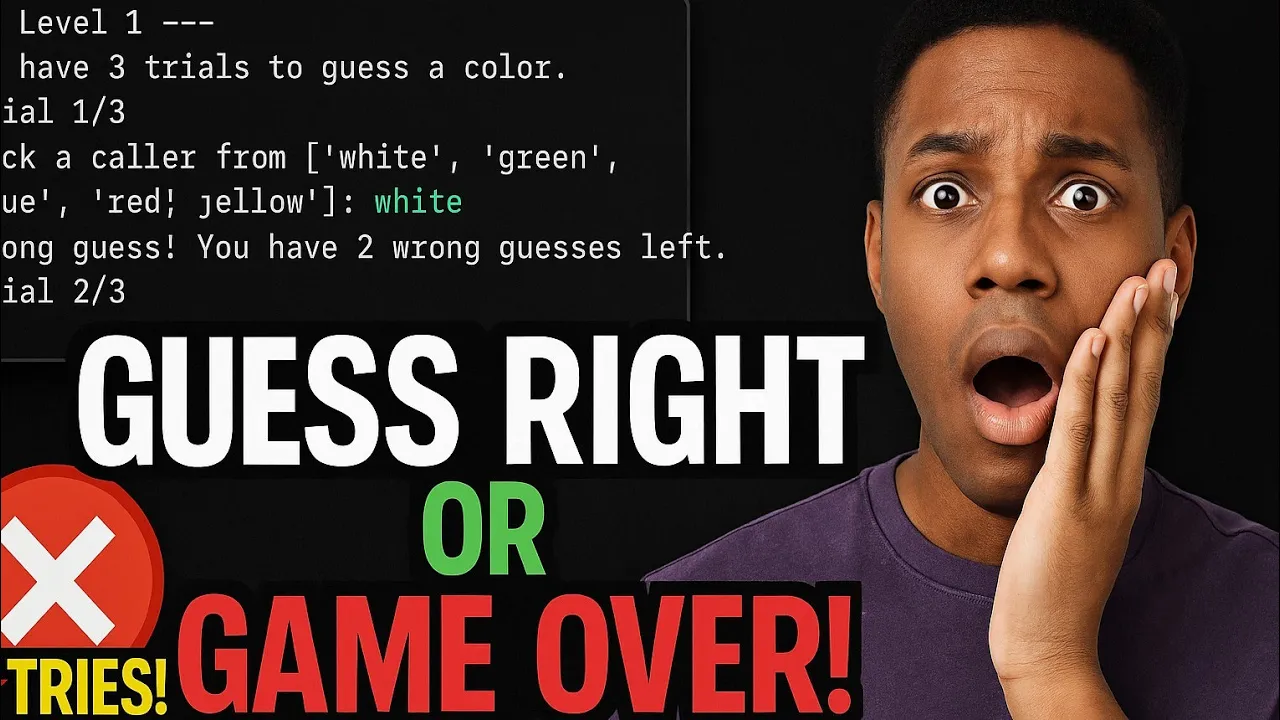 Level 1 ---
have 3 trials to guess a color.
ial 1/3
ck a caller from ['white', 'green',
ue', 'red¦ ȷellow']: white
ong guess! You have 2 wrong guesses left.
ial 2/3
GUESS RIGHT
OR
GAME OVER!
TRIES!